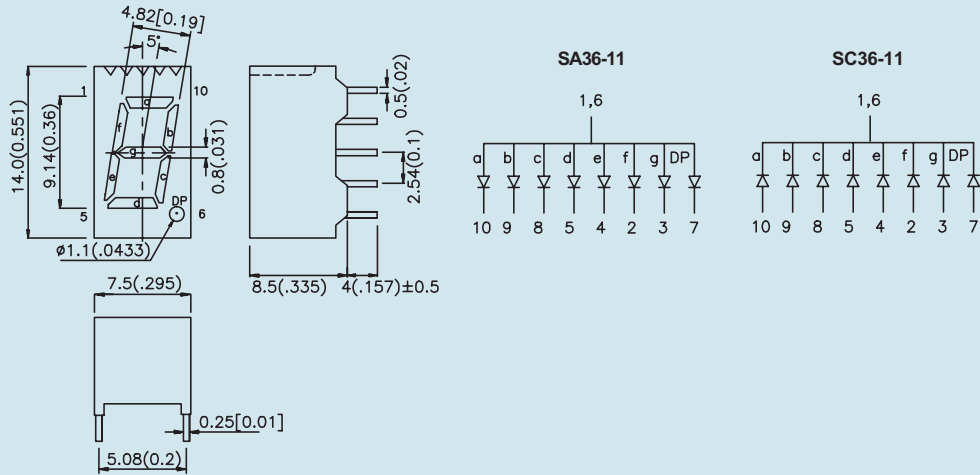 4.82[0.19]
5°
1
10
a
f
b
g
e
c
d
DP
5
6
14.0(0.551)
9.14(0.36)
0.8(.031)
ø1.1(.0433)
0.5(.02)
2.54(0.1)
8.5(.335)
4(.157)±0.5
7.5(.295)
0.25[0.01]
5.08(0.2)
SA36-11
1,6
a b c d e f g DP
10 9 8 5 4 2 3 7
SC36-11
1,6
a b c d e f g DP
10 9 8 5 4 2 3 7